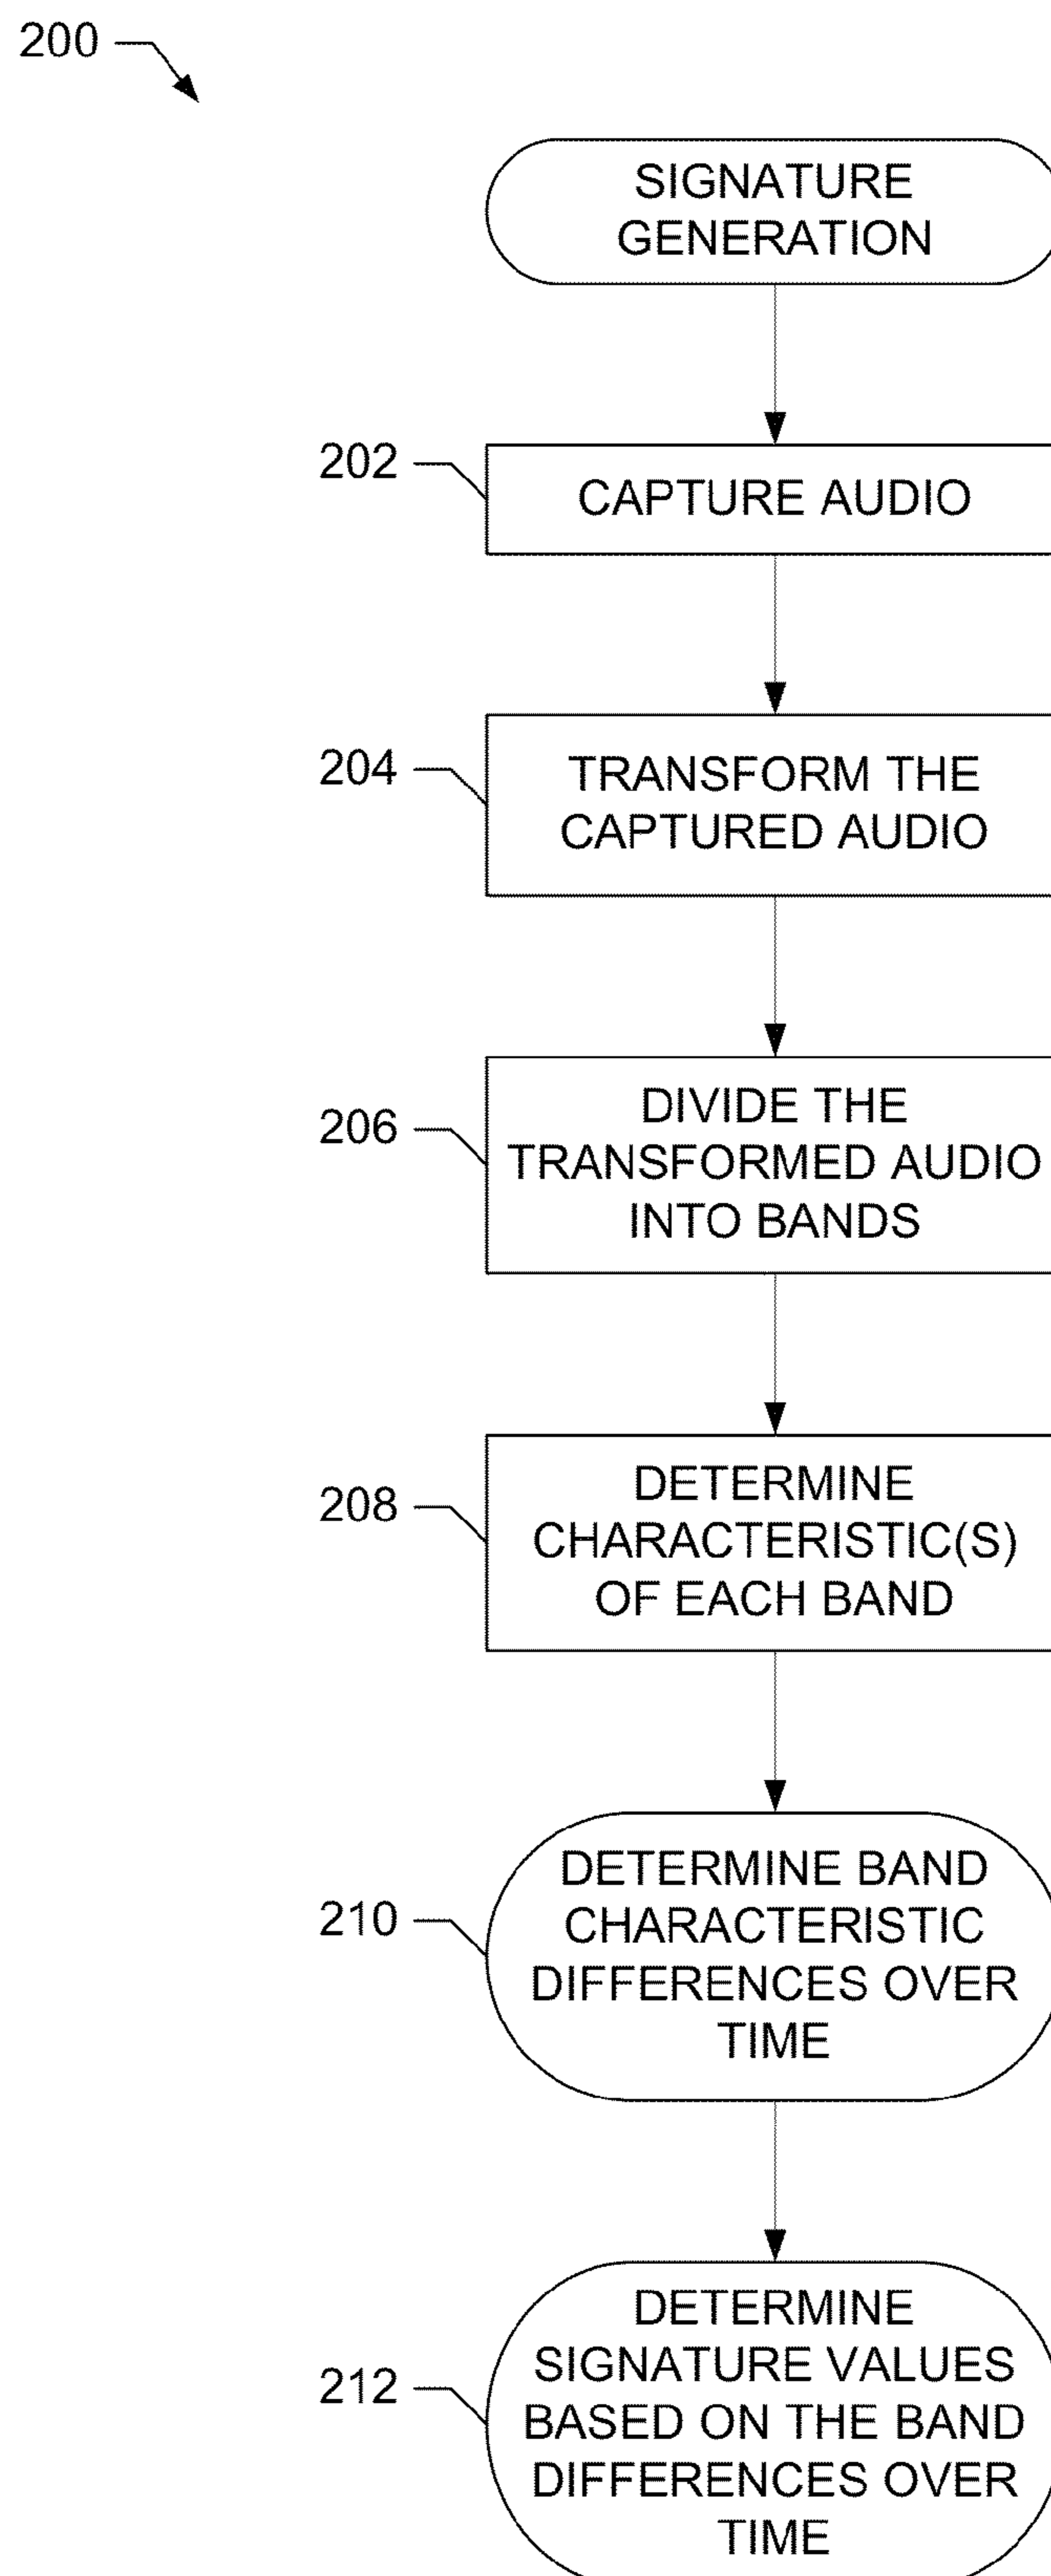 200
SIGNATURE
GENERATION
202
CAPTURE AUDIO
204
TRANSFORM THE
CAPTURED AUDIO
206
DIVIDE THE
TRANSFORMED AUDIO
INTO BANDS
208
DETERMINE
CHARACTERISTIC(S)
OF EACH BAND
210
DETERMINE BAND
CHARACTERISTIC
DIFFERENCES OVER
TIME
212
DETERMINE
SIGNATURE VALUES
BASED ON THE BAND
DIFFERENCES OVER
TIME